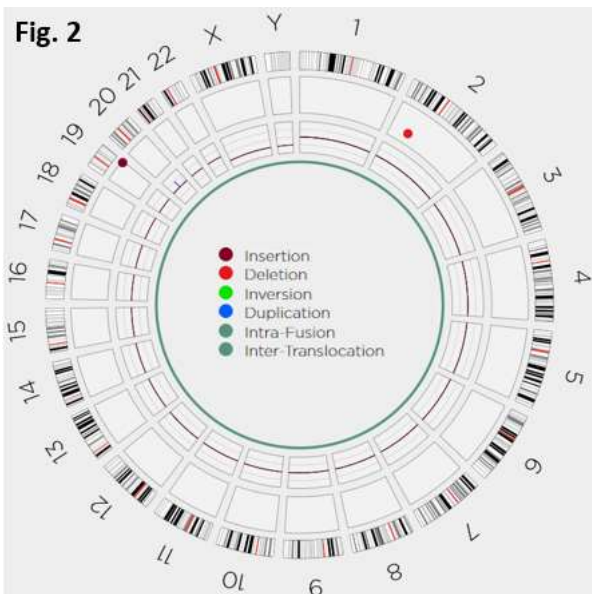 Fig. 2
1
2
3
4
5
6
7
8
9
10
11
12
13
14
15
16
17
18
19
20
21
22
X
Y
Insertion
Deletion
Inversion
Duplication
Intra-Fusion
Inter-Translocation